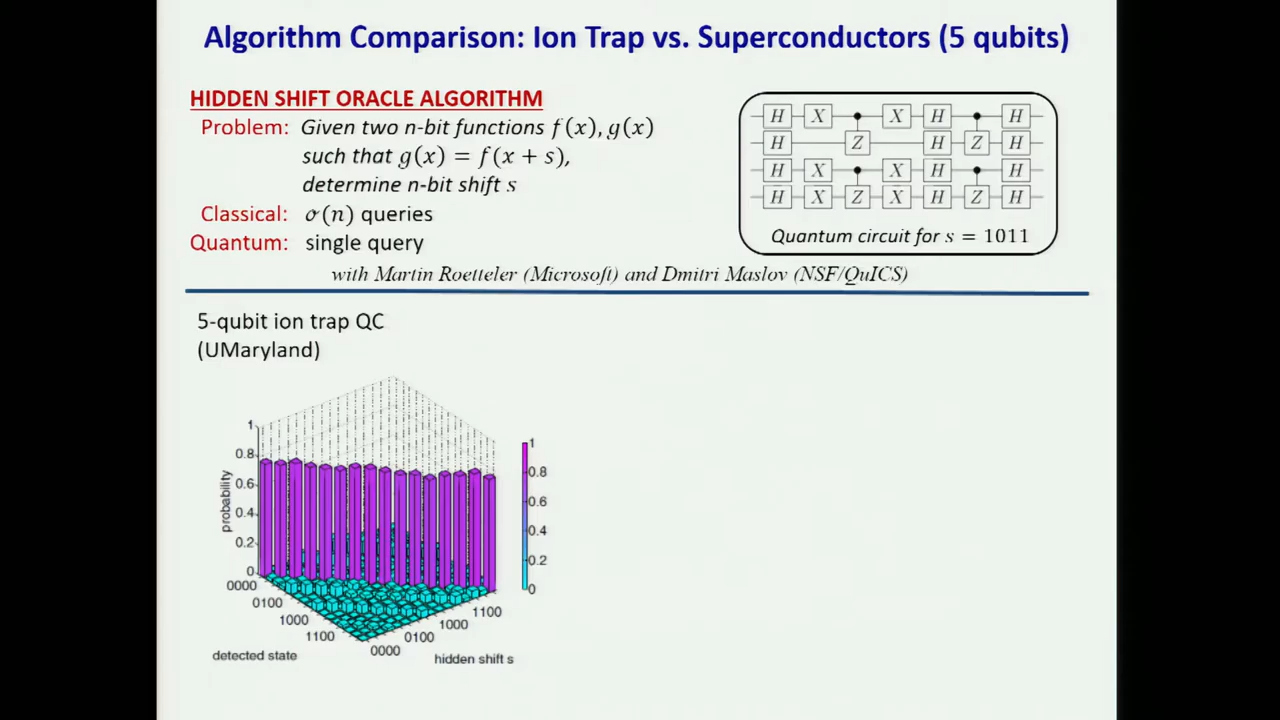 Algorithm Comparison: Ion Trap vs. Superconductors (5 qubits)
HIDDEN SHIFT ORACLE ALGORITHM
Problem: Given two n-bit functions f(x), g(x)
such that g(x) = f(x + s),
determine n-bit shift s
Classical: 𝒪(n) queries
Quantum: single query
H X X H H
H Z H Z H
H X X H H
H X Z X H Z H
Quantum circuit for s = 1011
with Martin Roetteler (Microsoft) and Dmitri Maslov (NSF/QuICS)
5-qubit ion trap QC
(UMaryland)
probability
1
0.8
0.6
0.4
0.2
0
0000
0100
1000
1100
detected state
0000
0100
1000
1100
hidden shift s
1
0.8
0.6
0.4
0.2
0